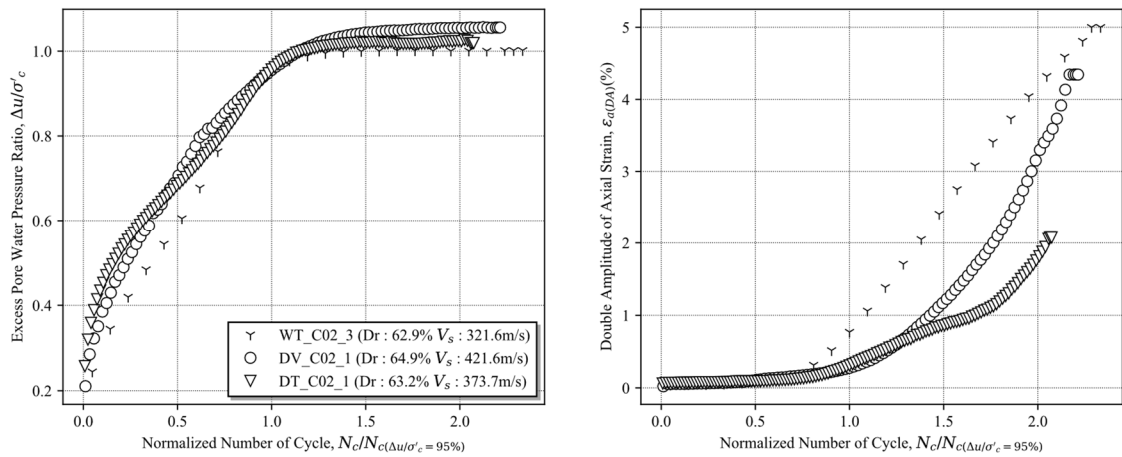 Excess Pore Water Pressure Ratio, Δu/σ'c
1.0
0.8
0.6
0.4
0.2
WT_C02_3 (Dr : 62.9% Vs : 321.6m/s)
DV_C02_1 (Dr : 64.9% Vs : 421.6m/s)
DT_C02_1 (Dr : 63.2% Vs : 373.7m/s)
0.0 0.5 1.0 1.5 2.0
Normalized Number of Cycle, Nc/Nc(Δu/σ'c = 95%)
Double Amplitude of Axial Strain, εa(DA)(%)
5
4
3
2
1
0
0.0 0.5 1.0 1.5 2.0
Normalized Number of Cycle, Nc/Nc(Δu/σ'c = 95%)